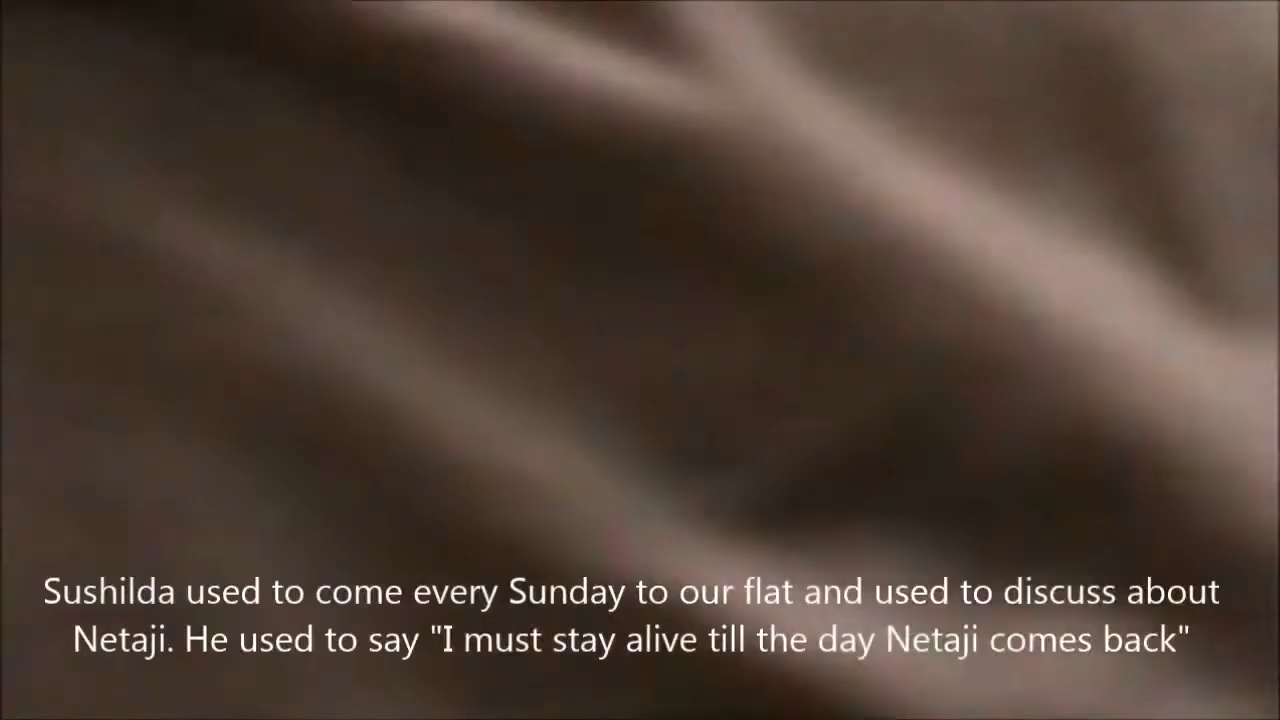 Sushilda used to come every Sunday to our flat and used to discuss about
Netaji. He used to say "I must stay alive till the day Netaji comes back"